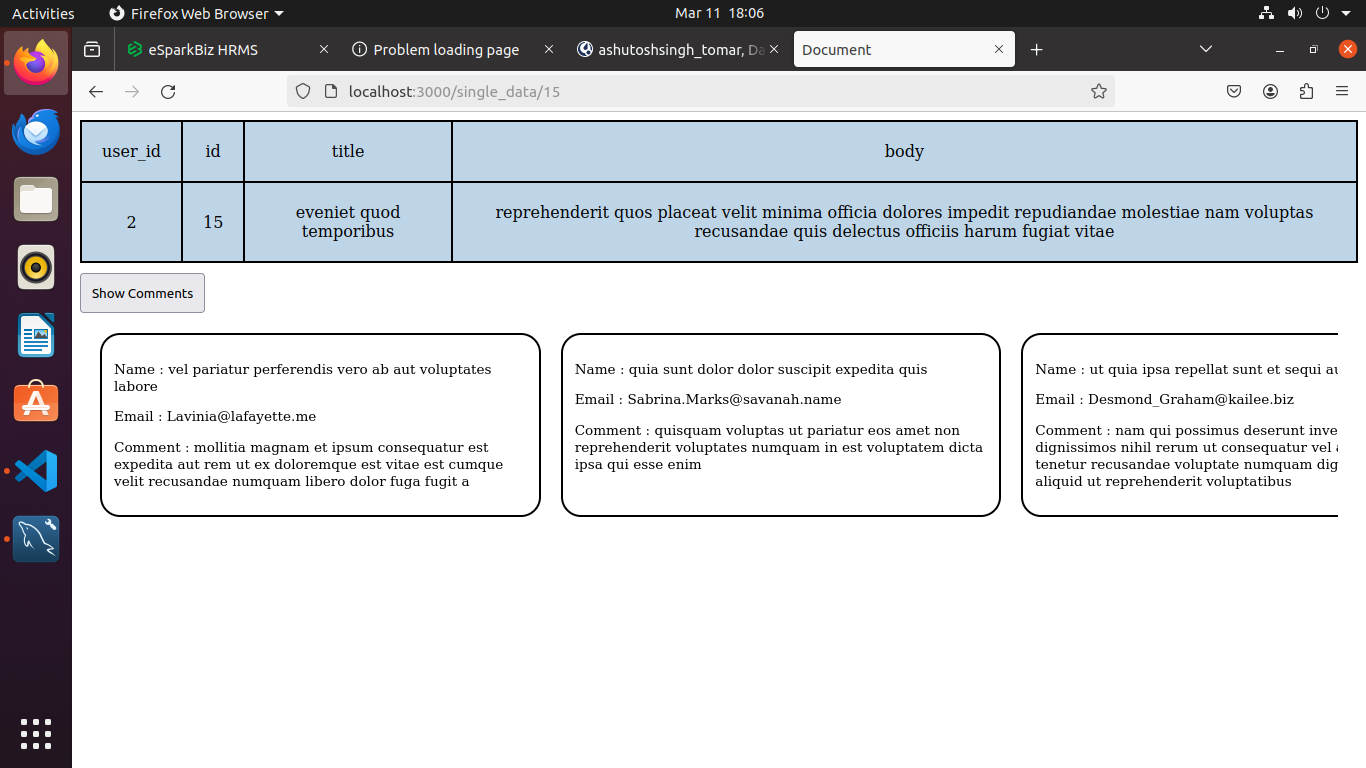 Activities
Firefox Web Browser
Mar 11 18:06
eSparkBiz HRMS
Problem loading page
ashutoshsingh_tomar, Da
Document
localhost:3000/single_data/15
user_id id title body
2 15 eveniet quod temporibus
reprehenderit quos placeat velit minima officia dolores impedit repudiandae molestiae nam voluptas
recusandae quis delectus officiis harum fugiat vitae
Show Comments
Name : vel pariatur perferendis vero ab aut voluptates
labore
Email : Lavinia@lafayette.me
Comment : mollitia magnam et ipsum consequatur est
expedita aut rem ut ex doloremque est vitae est cumque
velit recusandae numquam libero dolor fuga fugit a
Name : quia sunt dolor dolor suscipit expedita quis
Email : Sabrina.Marks@savanah.name
Comment : quisquam voluptas ut pariatur eos amet non
reprehenderit voluptates numquam in est voluptatem dicta
ipsa qui esse enim
Name : ut quia ipsa repellat sunt et sequi au
Email : Desmond_Graham@kailee.biz
Comment : nam qui possimus deserunt inve
dignissimos nihil rerum ut consequatur vel
tenetur recusandae voluptate numquam dig
aliquid ut reprehenderit voluptatibus